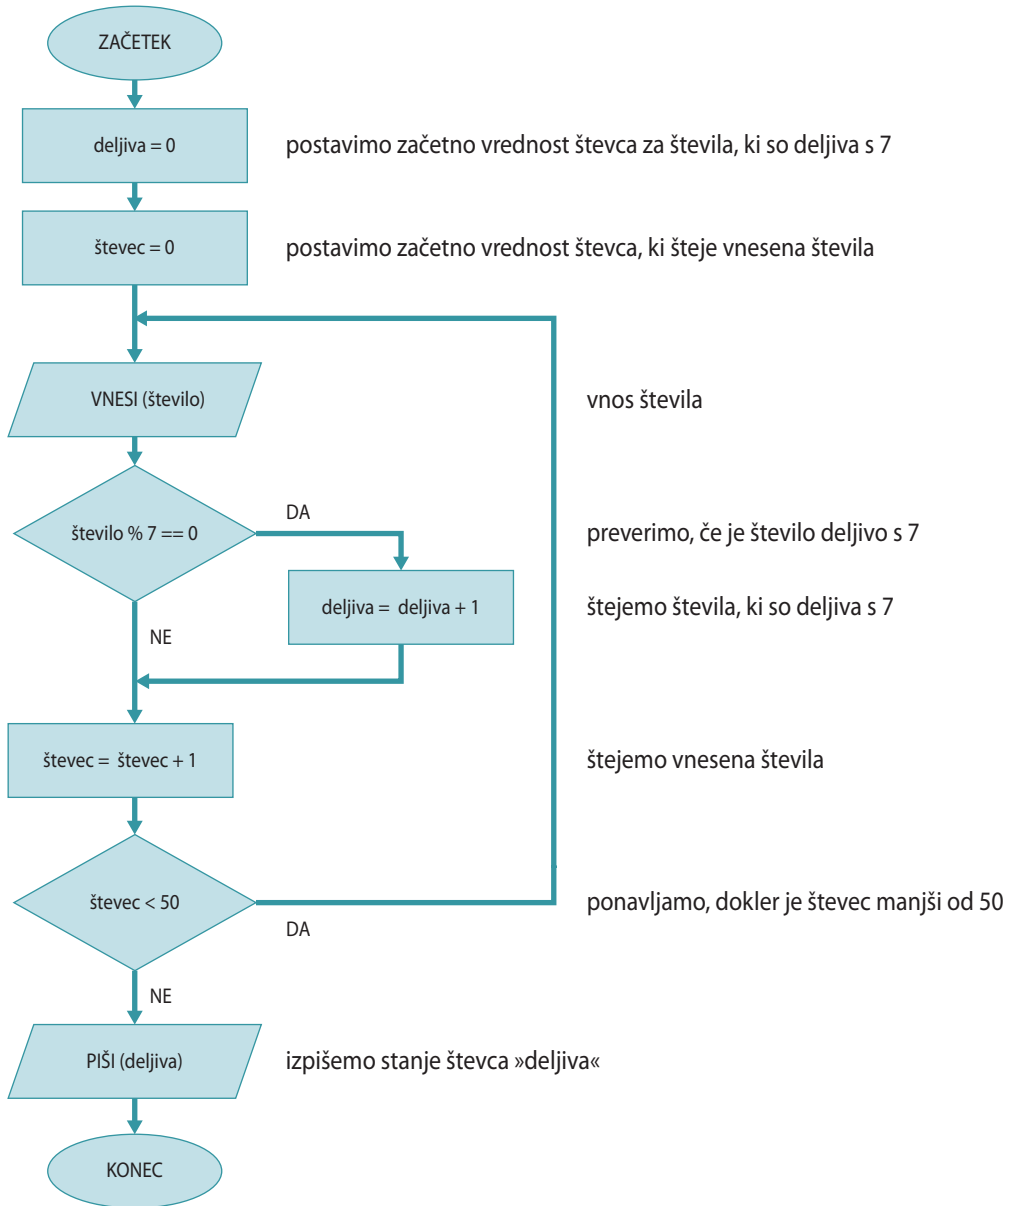 ZAČETEK
deljiva = 0
postavimo začetno vrednost števca za števila, ki so deljiva s 7
števec = 0
postavimo začetno vrednost števca, ki šteje vnesena števila
VNESI (število)
vnos števila
število % 7 == 0
DA
preverimo, če je število deljivo s 7
deljiva = deljiva + 1
štejemo števila, ki so deljiva s 7
NE
števec = števec + 1
štejemo vnesena števila
števec < 50
DA
ponavljamo, dokler je števec manjši od 50
NE
PIŠI (deljiva)
izpišemo stanje števca »deljiva«
KONEC